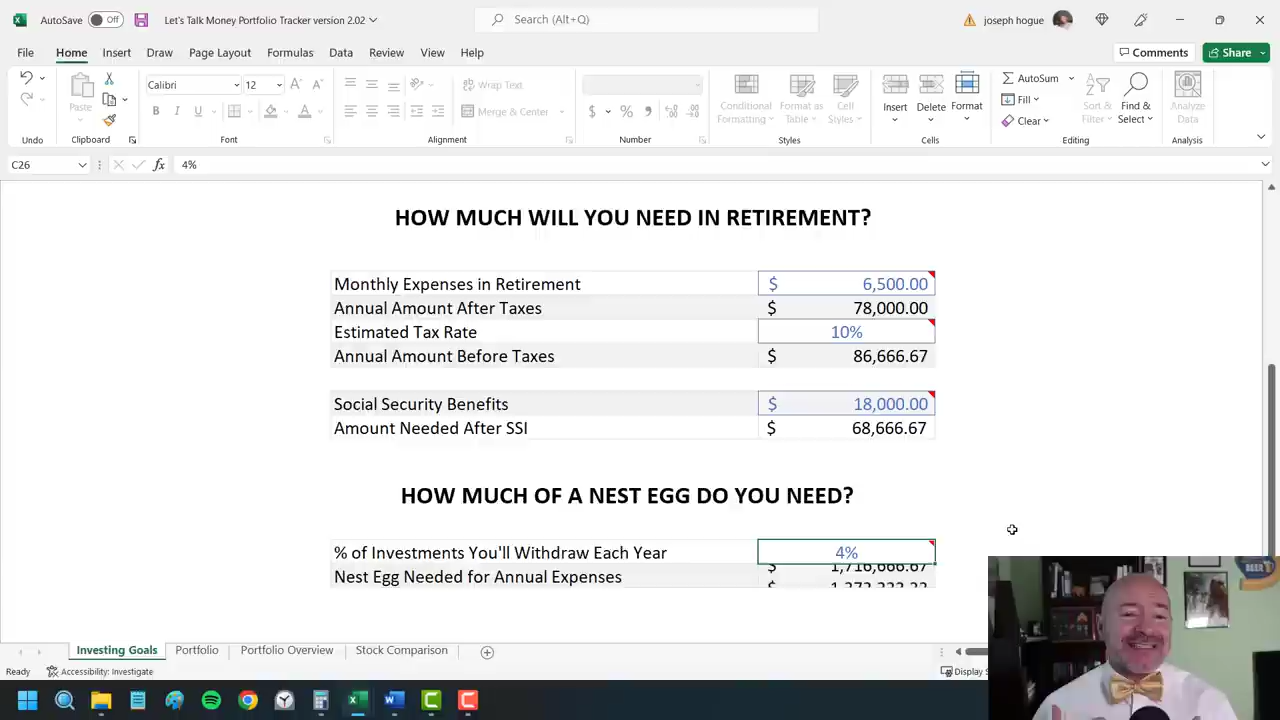 AutoSave Off Let's Talk Money Portfolio Tracker version 2.02 Search (Alt+Q) joseph hogue
File Home Insert Draw Page Layout Formulas Data Review View Help Comments Share
Calibri 12 Wrap Text AutoSum
Paste Merge & Center $ % Conditional Format as Cell Insert Delete Format Fill Sort & Find & Analyze
Formatting Table Styles Clear Filter Select Data
Undo Clipboard Font Alignment Number Styles Cells Editing Analysis
C26 fx 4%
HOW MUCH WILL YOU NEED IN RETIREMENT?
Monthly Expenses in Retirement $ 6,500.00
Annual Amount After Taxes $ 78,000.00
Estimated Tax Rate 10%
Annual Amount Before Taxes $ 86,666.67
Social Security Benefits $ 18,000.00
Amount Needed After SSI $ 68,666.67
HOW MUCH OF A NEST EGG DO YOU NEED?
% of Investments You'll Withdraw Each Year 4%
$ 1,716,666.67
Nest Egg Needed for Annual Expenses
BEER
Investing Goals Portfolio Portfolio Overview Stock Comparison
Ready Accessibility: Investigate Display